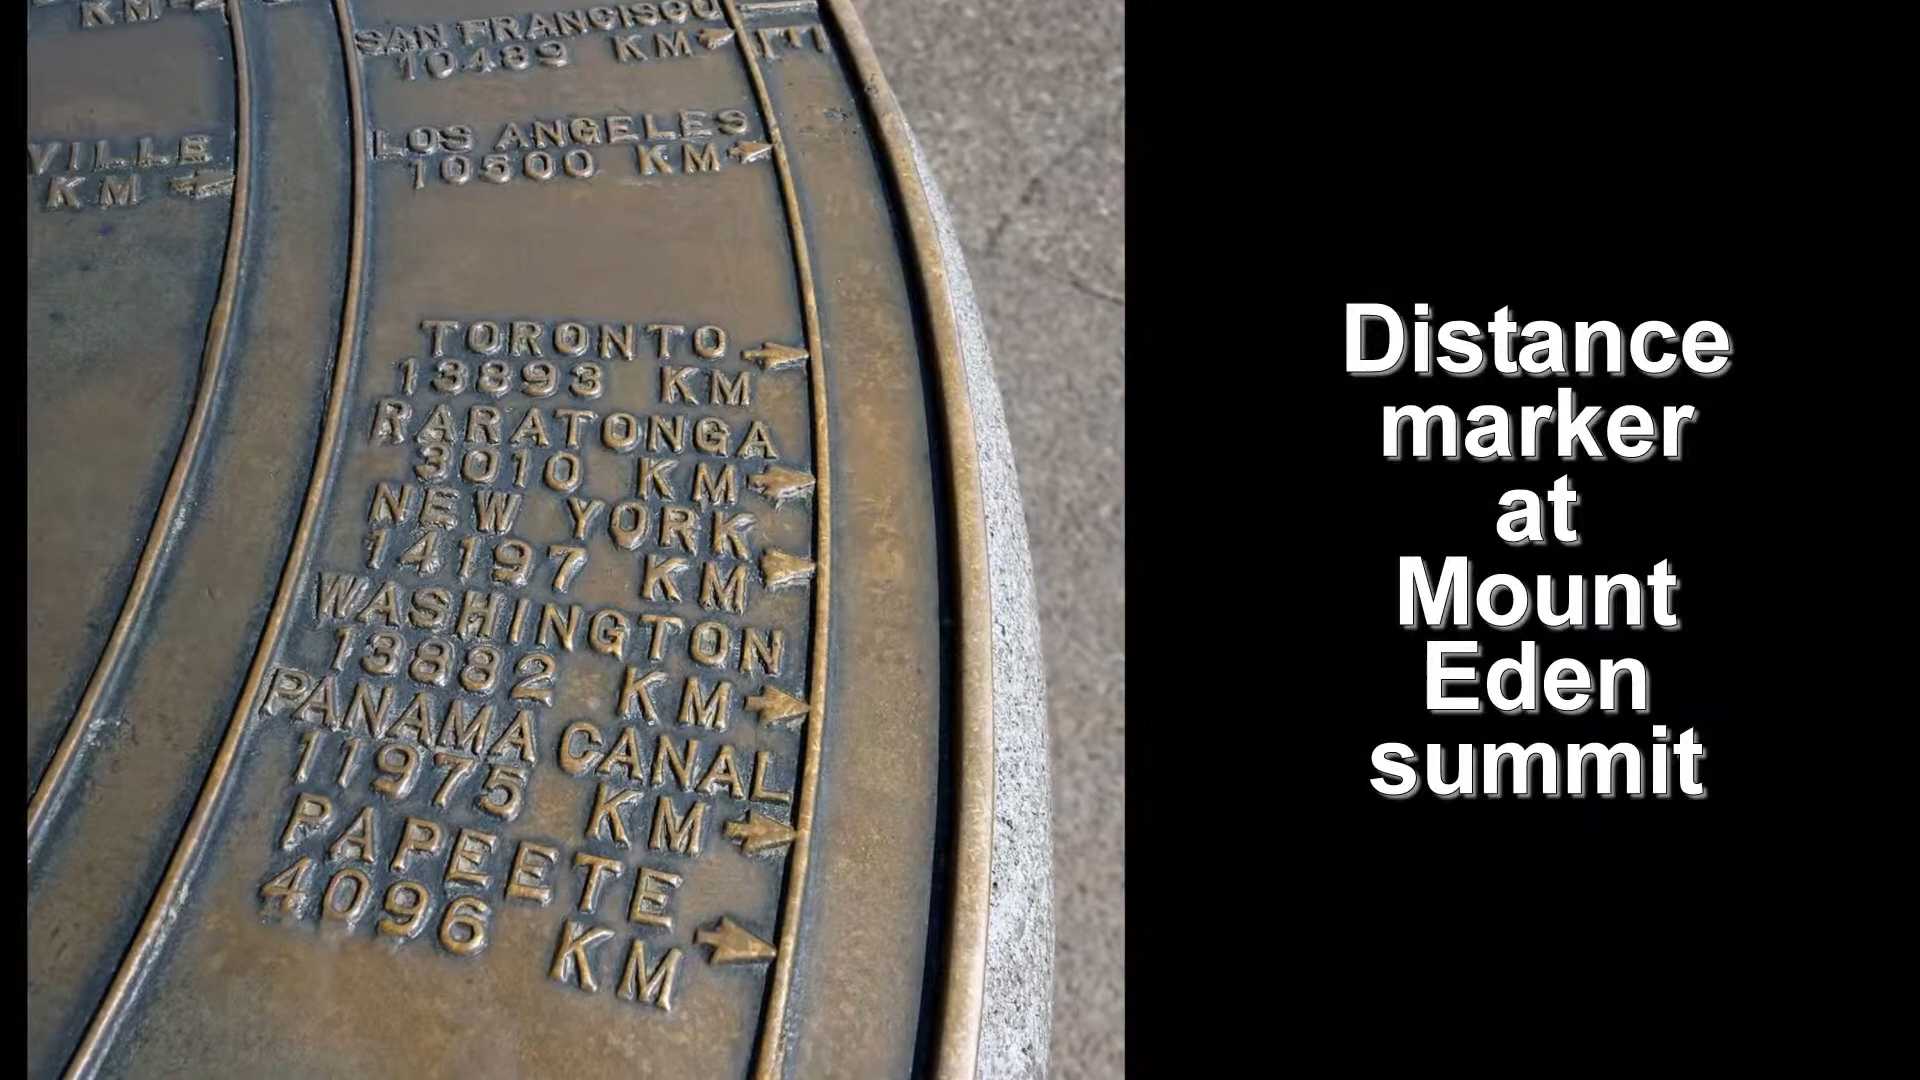 KM
SAN FRANCISCO
10489 KM
LOS ANGELES
10500 KM
VILLE
KM
TORONTO
13893 KM
RARATONGA
3010 KM
NEW YORK
14197 KM
WASHINGTON
13882 KM
PANAMA CANAL
11975 KM
PAPEETE
4096 KM
Distance
marker
at
Mount
Eden
summit